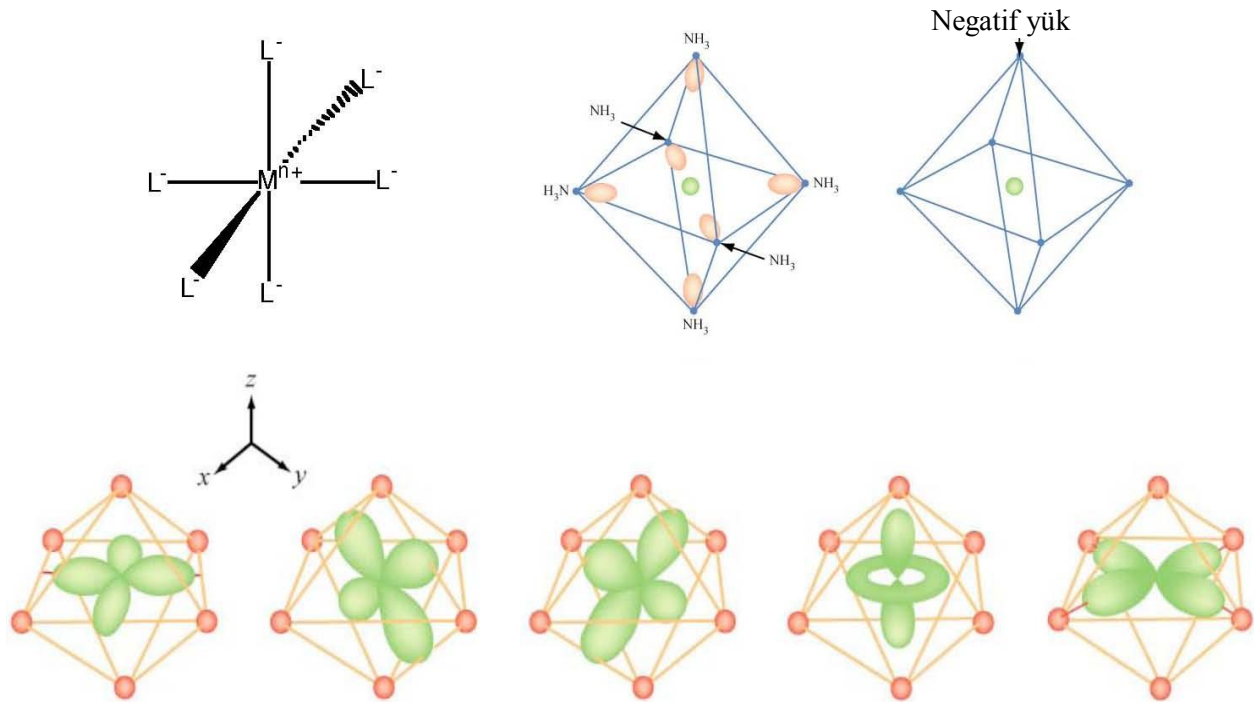 L⁻
L⁻
L⁻ Mⁿ⁺ L⁻
L⁻
L⁻
NH₃
NH₃
H₃N
NH₃
NH₃
NH₃
Negatif yük
z
x
y